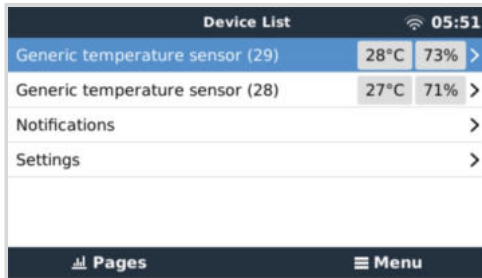 Device List 05:51
Generic temperature sensor (29) 28°C 73% >
Generic temperature sensor (28) 27°C 71% >
Notifications >
Settings >
Pages Menu